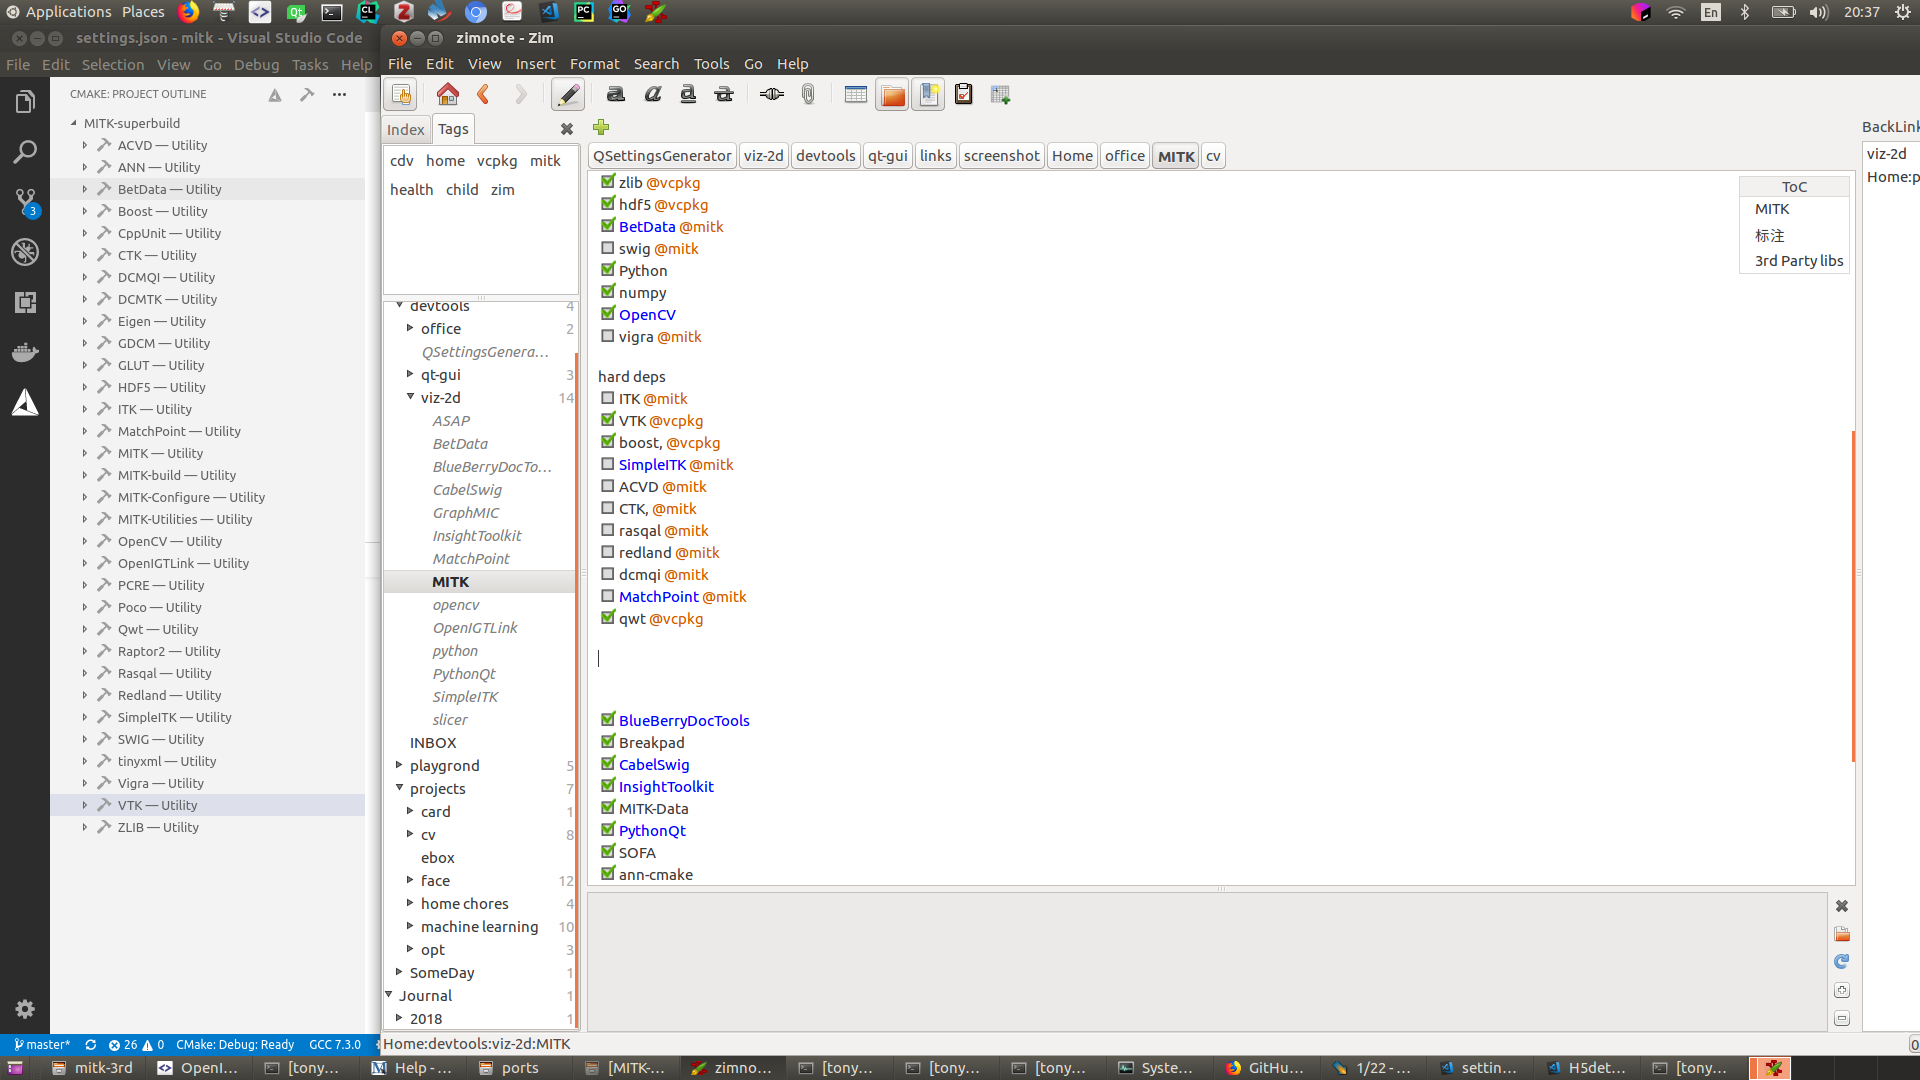 Applications Places En 20:37
settings.json - mitk - Visual Studio Code
File Edit Selection View Go Debug Tasks Help
CMAKE: PROJECT OUTLINE
MITK-superbuild
ACVD — Utility
ANN — Utility
BetData — Utility
Boost — Utility
CppUnit — Utility
CTK — Utility
DCMQI — Utility
DCMTK — Utility
Eigen — Utility
GDCM — Utility
GLUT — Utility
HDF5 — Utility
ITK — Utility
MatchPoint — Utility
MITK — Utility
MITK-build — Utility
MITK-Configure — Utility
MITK-Utilities — Utility
OpenCV — Utility
OpenIGTLink — Utility
PCRE — Utility
Poco — Utility
Qwt — Utility
Raptor2 — Utility
Rasqal — Utility
Redland — Utility
SimpleITK — Utility
SWIG — Utility
tinyxml — Utility
Vigra — Utility
VTK — Utility
ZLIB — Utility
3
master* 26 0 CMake: Debug: Ready GCC 7.3.0
zimnote - Zim
File Edit View Insert Format Search Tools Go Help
Index Tags
cdv home vcpkg mitk
health child zim
devtools 4
office 2
QSettingsGenera...
qt-gui 3
viz-2d 14
ASAP
BetData
BlueBerryDocTo...
CabelSwig
GraphMIC
InsightToolkit
MatchPoint
MITK
opencv
OpenIGTLink
python
PythonQt
SimpleITK
slicer
INBOX
playgrond 5
projects 7
card 1
cv 8
ebox
face 12
home chores 4
machine learning 10
opt 3
SomeDay 1
Journal 1
2018 1
QSettingsGenerator viz-2d devtools qt-gui links screenshot Home office MITK cv
zlib @vcpkg
hdf5 @vcpkg
BetData @mitk
swig @mitk
Python
numpy
OpenCV
vigra @mitk
hard deps
ITK @mitk
VTK @vcpkg
boost, @vcpkg
SimpleITK @mitk
ACVD @mitk
CTK, @mitk
rasqal @mitk
redland @mitk
dcmqi @mitk
MatchPoint @mitk
qwt @vcpkg
BlueBerryDocTools
Breakpad
CabelSwig
InsightToolkit
MITK-Data
PythonQt
SOFA
ann-cmake
ToC
MITK
标注
3rd Party libs
BackLink
viz-2d
Home:p
Home:devtools:viz-2d:MITK
0
mitk-3rd OpenI... [tony... Help - ... ports [MITK-... zimno... [tony... [tony... [tony... Syste... GitHu... 1/22 - ... settin... H5det... [tony...